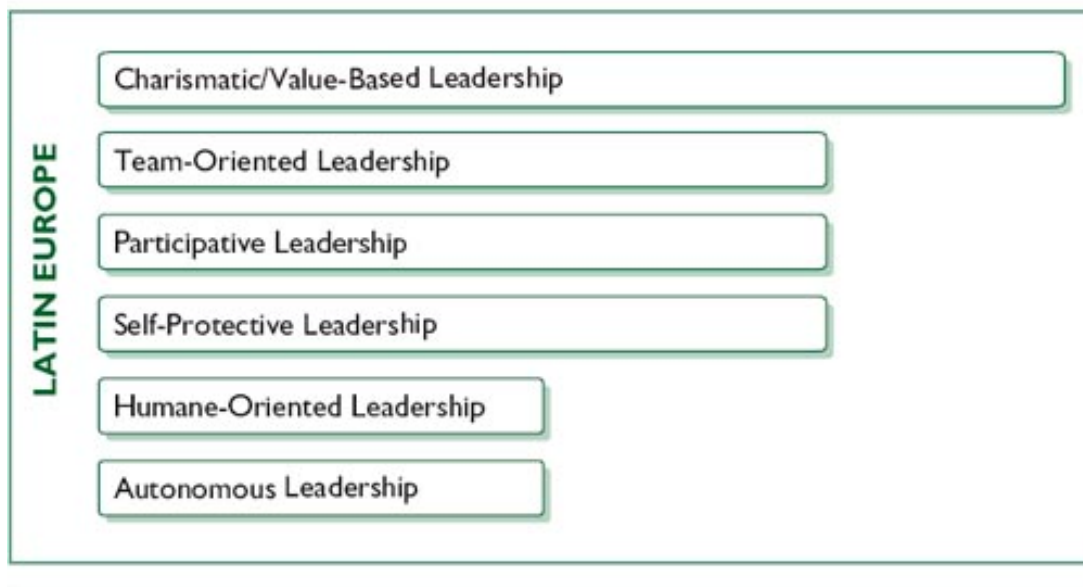 LATIN EUROPE
Charismatic/Value-Based Leadership
Team-Oriented Leadership
Participative Leadership
Self-Protective Leadership
Humane-Oriented Leadership
Autonomous Leadership